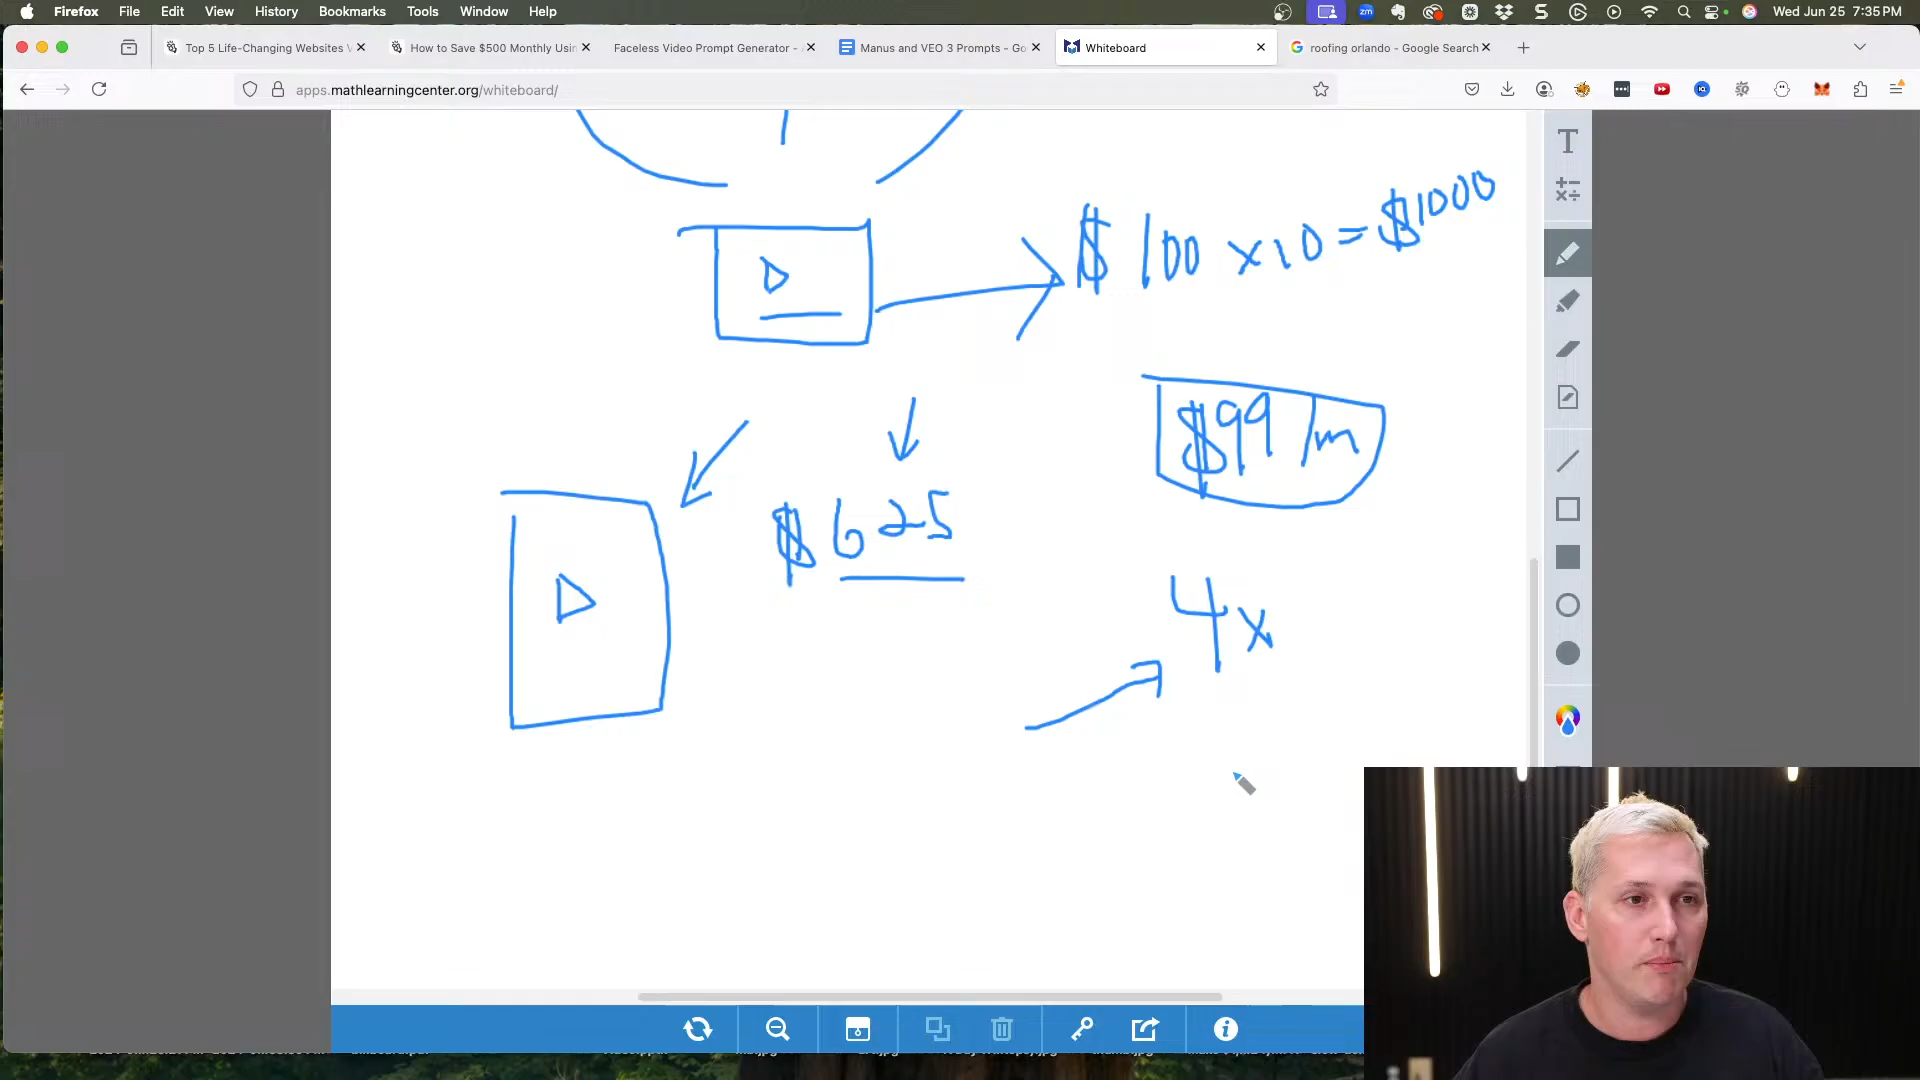 Firefox File Edit View History Bookmarks Tools Window Help
zm
S
Wed Jun 25 7:35 PM
Top 5 Life-Changing Websites
How to Save $500 Monthly Usin
Faceless Video Prompt Generator -
Manus and VEO 3 Prompts - Go
Whiteboard
roofing orlando - Google Search
apps.mathlearningcenter.org/whiteboard/
T
$ 100 x10 = $1000
$99 /m
$ 625
4x